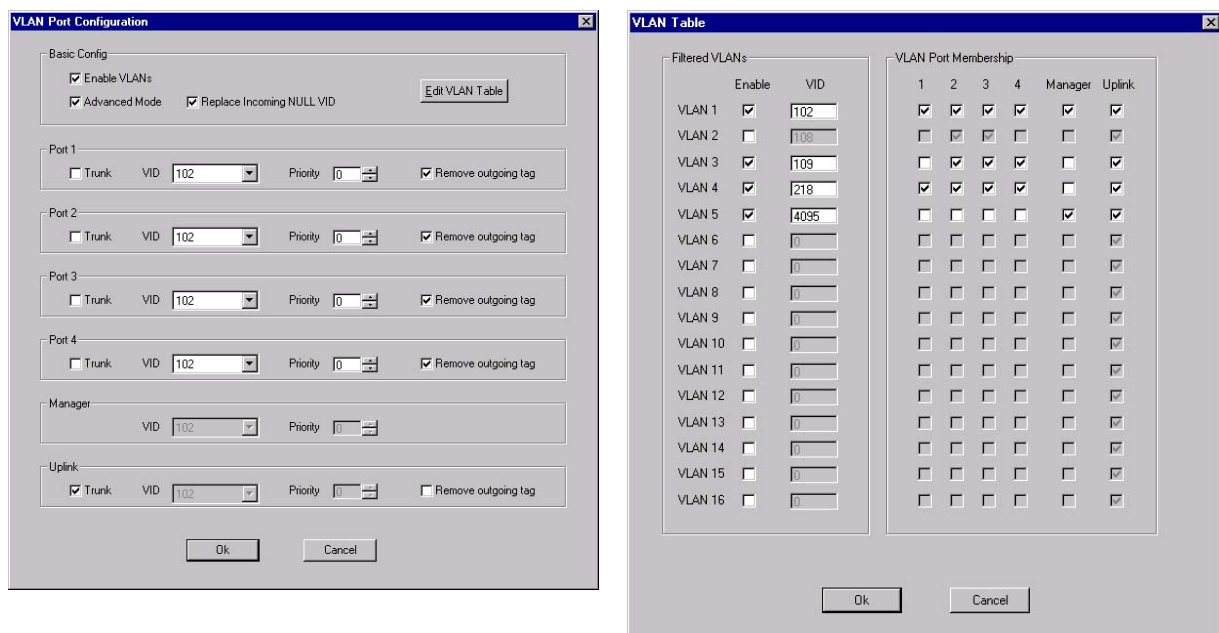 VLAN Port Configuration
Basic Config
Enable VLANs
Advanced Mode Replace Incoming NULL VID
Edit VLAN Table
Port 1
Trunk VID 102 Priority 0 Remove outgoing tag
Port 2
Trunk VID 102 Priority 0 Remove outgoing tag
Port 3
Trunk VID 102 Priority 0 Remove outgoing tag
Port 4
Trunk VID 102 Priority 0 Remove outgoing tag
Manager
VID 102 Priority 0
Uplink
Trunk VID 102 Priority 0 Remove outgoing tag
Ok Cancel
VLAN Table
Filtered VLANs VLAN Port Membership
Enable VID 1 2 3 4 Manager Uplink
VLAN 1 102
VLAN 2 108
VLAN 3 109
VLAN 4 218
VLAN 5 4095
VLAN 6 0
VLAN 7 0
VLAN 8 0
VLAN 9 0
VLAN 10 0
VLAN 11 0
VLAN 12 0
VLAN 13 0
VLAN 14 0
VLAN 15 0
VLAN 16 0
Ok Cancel